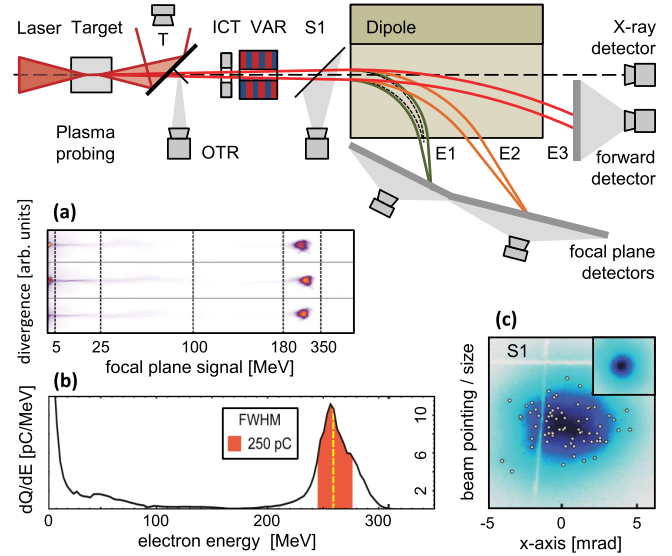 Laser Target
T
ICT VAR S1
Dipole
X-ray
detector
Plasma
probing
OTR
E1 E2 E3
forward
detector
focal plane
detectors
(a)
divergence [arb. units]
5 25 100 180 350
focal plane signal [MeV]
(b)
dQ/dE [pC/MeV]
FWHM
250 pC
10
6
2
0 100 200 300
electron energy [MeV]
(c)
S1
beam pointing / size
-5 0 5
x-axis [mrad]